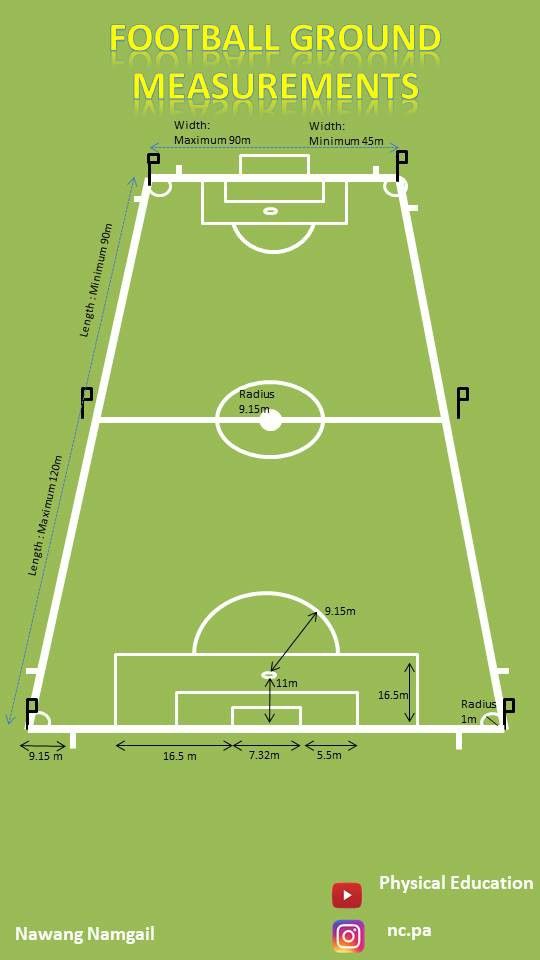 FOOTBALL GROUND
MEASUREMENTS
Width:
Maximum 90m
Width:
Minimum 45m
Length : Minimum 90m
Radius
9.15m
Length : Maximum 120m
9.15m
11m
16.5m
Radius
1m
9.15 m
16.5 m
7.32m
5.5m
Physical Education
nc.pa
Nawang Namgail